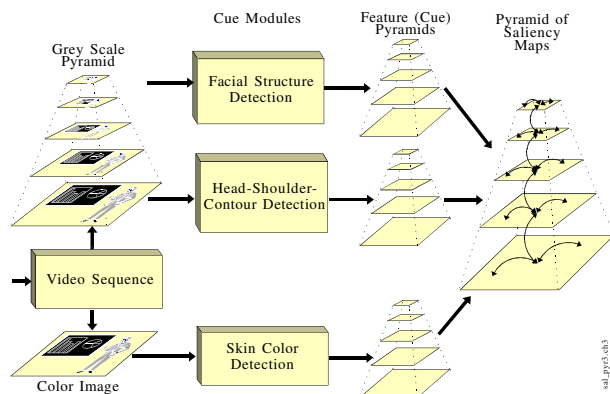 Cue Modules
Feature (Cue)
Pyramids
Pyramid of
Saliency
Maps
Grey Scale
Pyramid
Facial Structure
Detection
Head-Shoulder-
Contour Detection
Video Sequence
Skin Color
Detection
Color Image
sal_pyr3.ch3